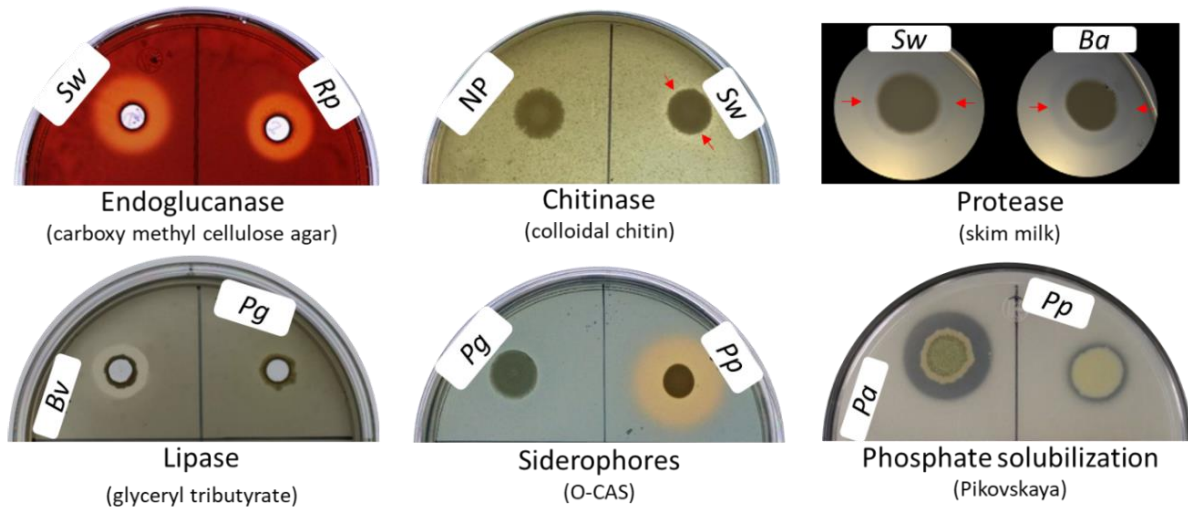 Sw
Rp
NP
Sw
Sw
Ba
Endoglucanase
(carboxy methyl cellulose agar)
Chitinase
(colloidal chitin)
Protease
(skim milk)
Bv
Pg
Pg
Pp
Pa
Pp
Lipase
(glyceryl tributyrate)
Siderophores
(O-CAS)
Phosphate solubilization
(Pikovskaya)